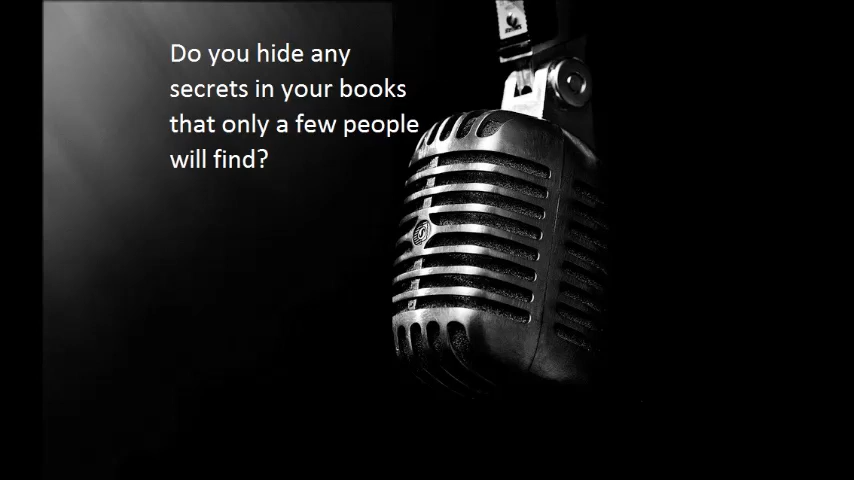 Do you hide any
secrets in your books
that only a few people
will find?